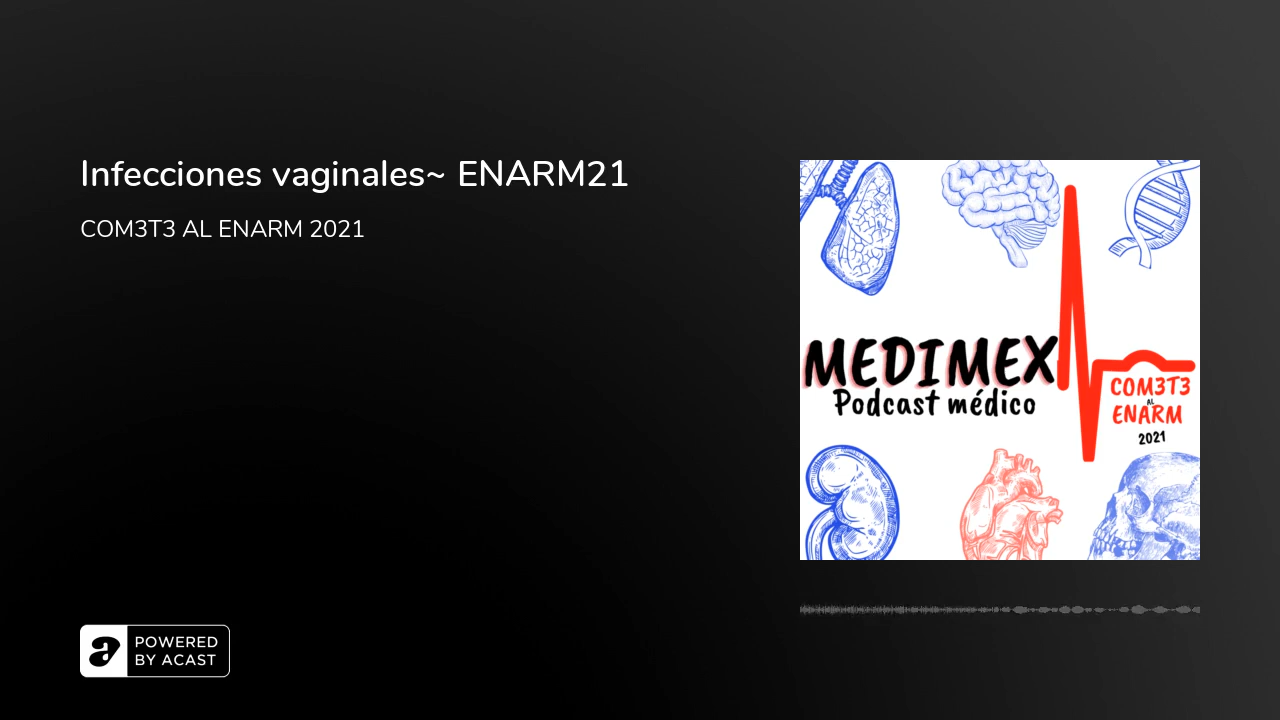 Infecciones vaginales~ ENARM21
COM3T3 AL ENARM 2021
MEDIMEX
Podcast médico
COM3T3
AL
ENARM
2021
a POWERED
BY ACAST